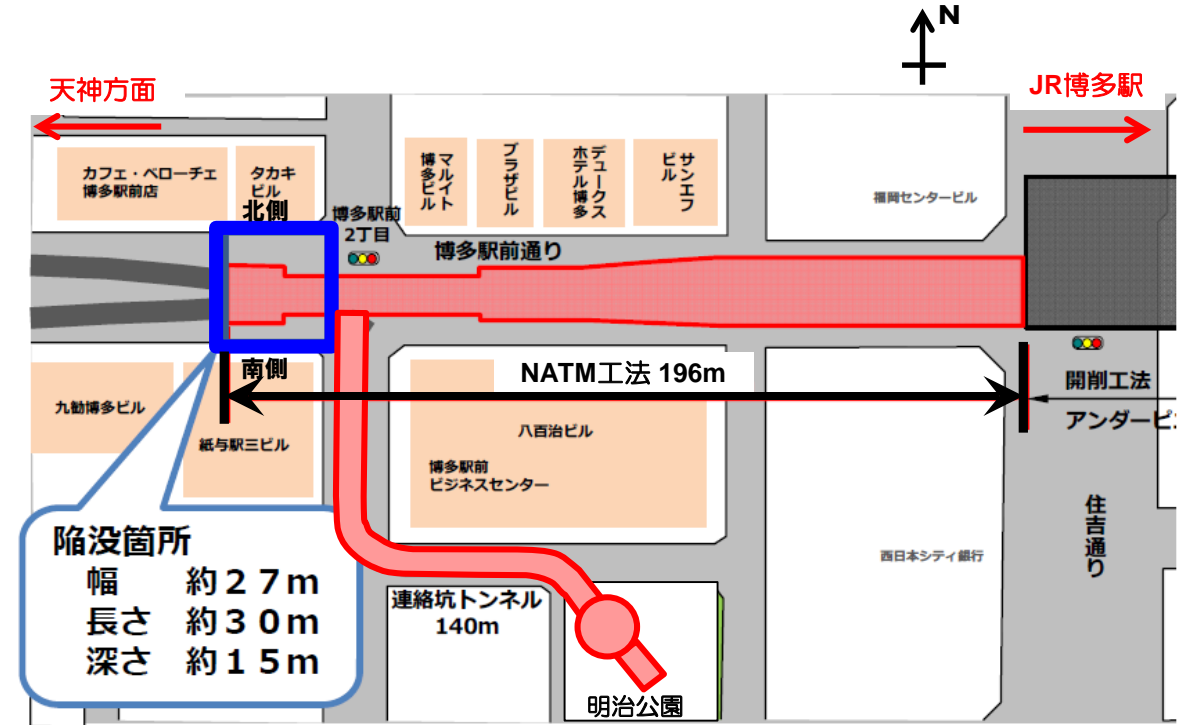 N
天神方面
JR博多駅
カフェ・ベローチェ
博多駅前店
タカキ
ビル
北側
博多駅前
2丁目
マルイト
博多ビル
プラザビル
デュークス
ホテル博多
サンエフ
ビル
福岡センタービル
博多駅前通り
南側
NATM工法 196m
開削工法
アンダーピ
九勧博多ビル
紙与駅三ビル
八百治ビル
博多駅前
ビジネスセンター
住吉通り
西日本シティ銀行
陥没箇所
幅 約27m
長さ 約30m
深さ 約15m
連絡坑トンネル
140m
明治公園